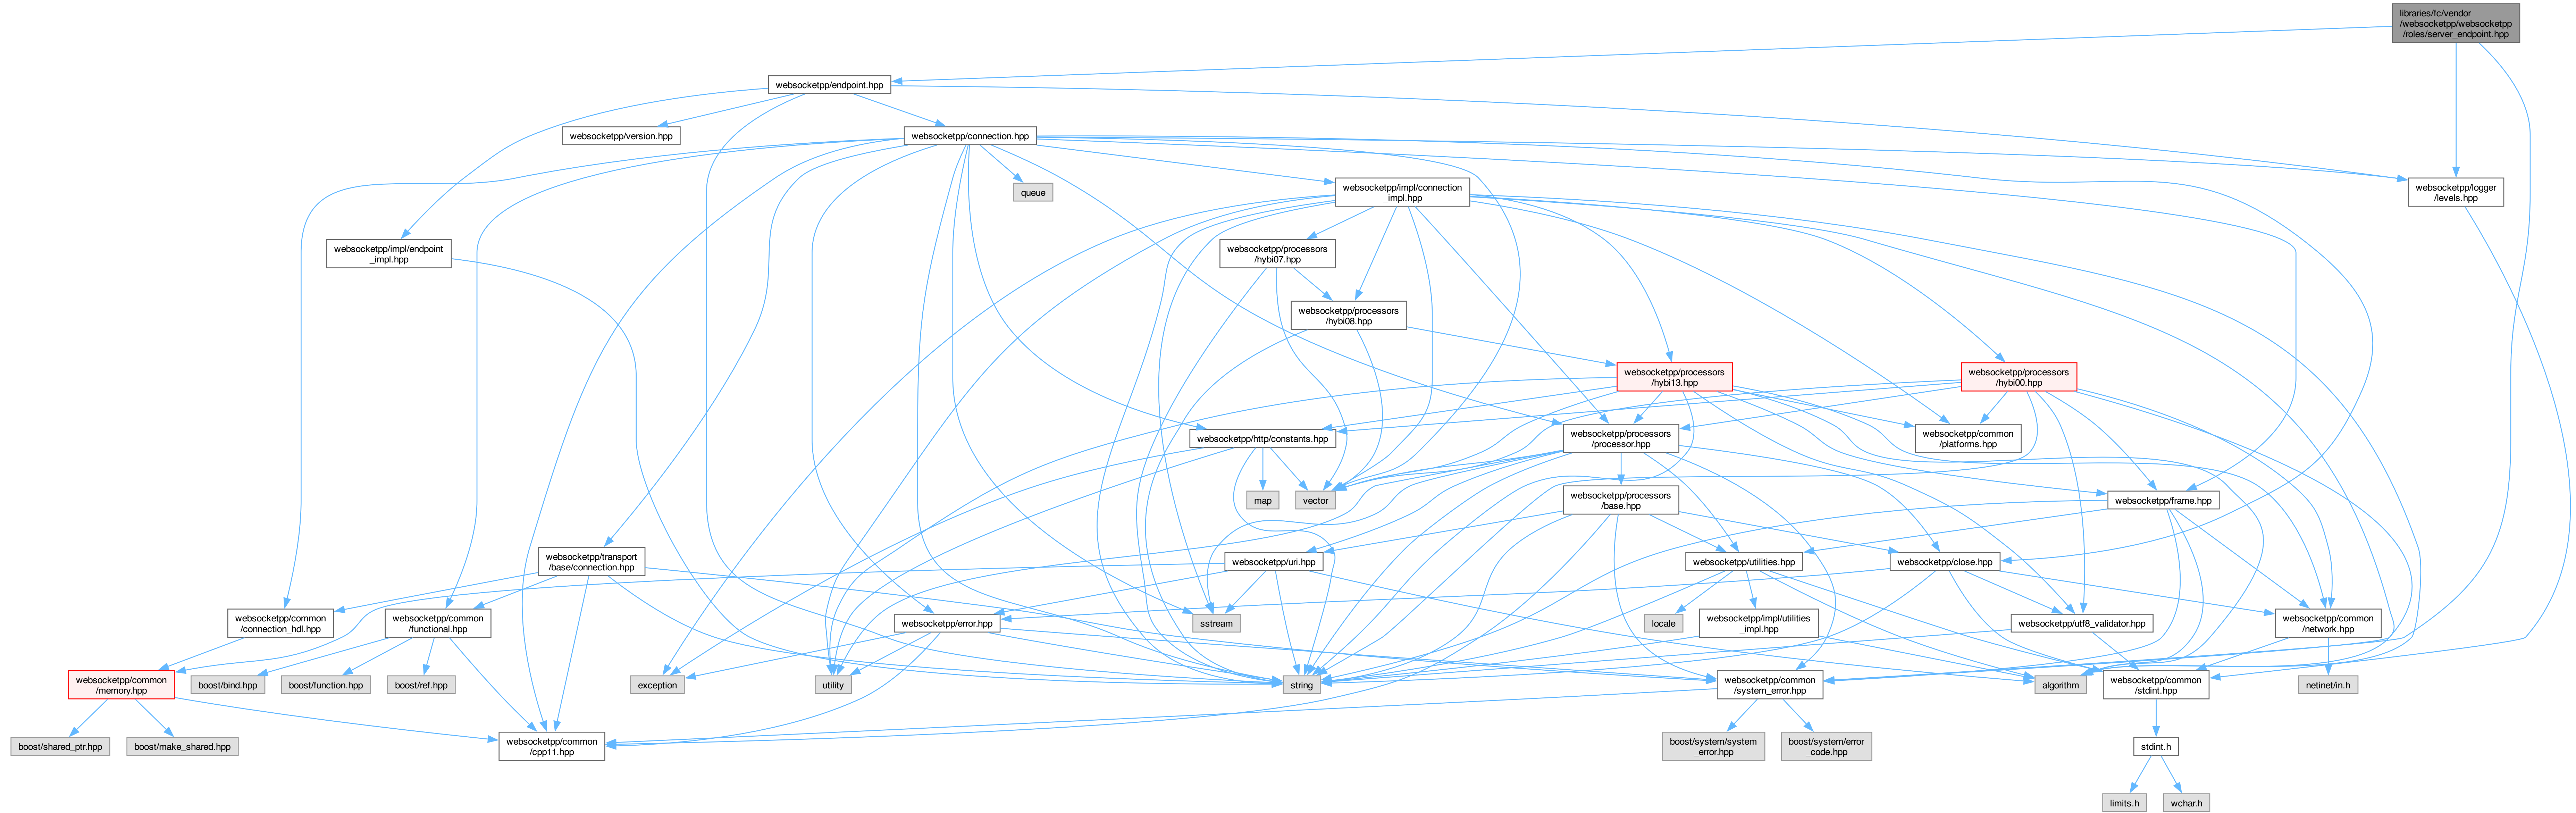 libraries/fc/vendor
/websocketpp/websocketpp
/roles/server_endpoint.hpp
websocketpp/endpoint.hpp
websocketpp/version.hpp
websocketpp/connection.hpp
queue
websocketpp/impl/connection
_impl.hpp
websocketpp/logger
/levels.hpp
websocketpp/impl/endpoint
_impl.hpp
websocketpp/processors
/hybi07.hpp
websocketpp/processors
/hybi08.hpp
websocketpp/processors
/hybi13.hpp
websocketpp/processors
/hybi00.hpp
websocketpp/http/constants.hpp
websocketpp/processors
/processor.hpp
websocketpp/common
/platforms.hpp
map
vector
websocketpp/processors
/base.hpp
websocketpp/frame.hpp
websocketpp/transport
/base/connection.hpp
websocketpp/uri.hpp
websocketpp/utilities.hpp
websocketpp/close.hpp
websocketpp/common
/connection_hdl.hpp
websocketpp/common
/functional.hpp
websocketpp/error.hpp
sstream
locale
websocketpp/impl/utilities
_impl.hpp
websocketpp/utf8_validator.hpp
websocketpp/common
/network.hpp
websocketpp/common
/memory.hpp
boost/bind.hpp
boost/function.hpp
boost/ref.hpp
exception
utility
string
websocketpp/common
/system_error.hpp
algorithm
websocketpp/common
/stdint.hpp
netinet/in.h
boost/shared_ptr.hpp
boost/make_shared.hpp
websocketpp/common
/cpp11.hpp
boost/system/system
_error.hpp
boost/system/error
_code.hpp
stdint.h
limits.h
wchar.h